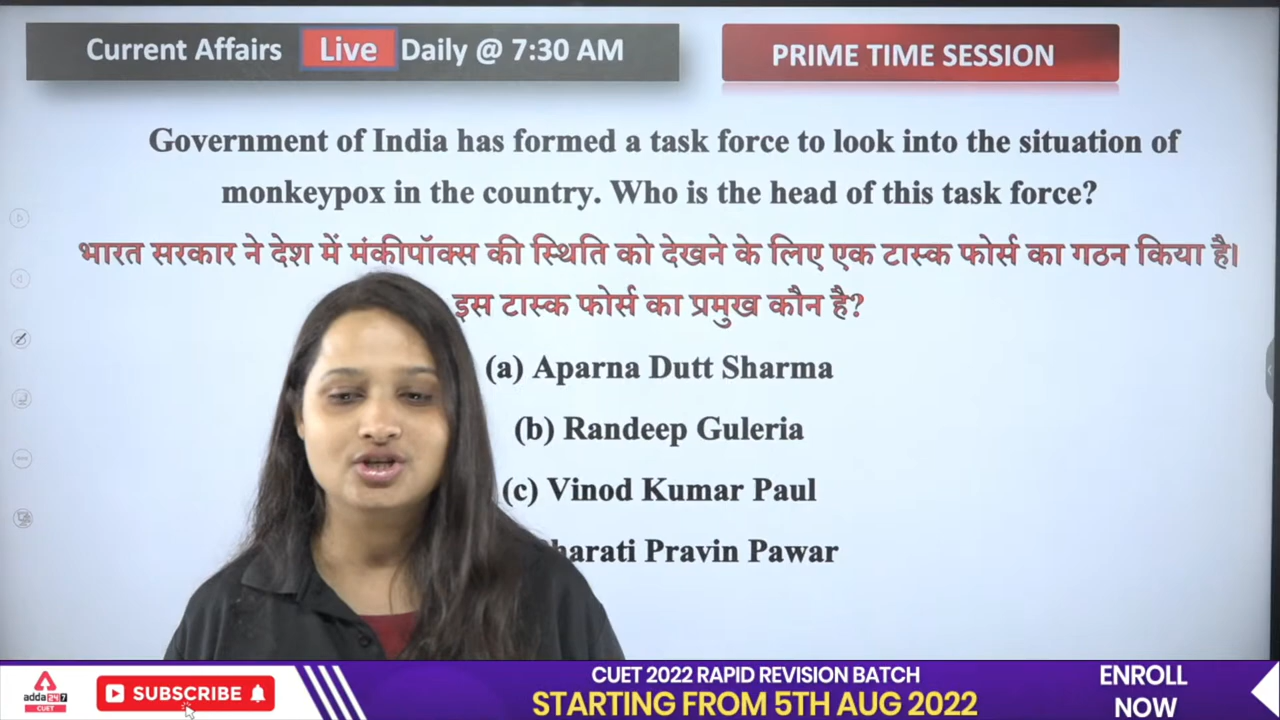 Current Affairs Live Daily @ 7:30 AM
PRIME TIME SESSION
Government of India has formed a task force to look into the situation of
monkeypox in the country. Who is the head of this task force?
भारत सरकार ने देश में मंकीपॉक्स की स्थिति को देखने के लिए एक टास्क फोर्स का गठन किया है।
इस टास्क फोर्स का प्रमुख कौन है?
(a) Aparna Dutt Sharma
(b) Randeep Guleria
(c) Vinod Kumar Paul
Pravin Pawar
adda247
CUET
SUBSCRIBE
CUET 2022 RAPID REVISION BATCH
STARTING FROM 5TH AUG 2022
ENROLL
NOW